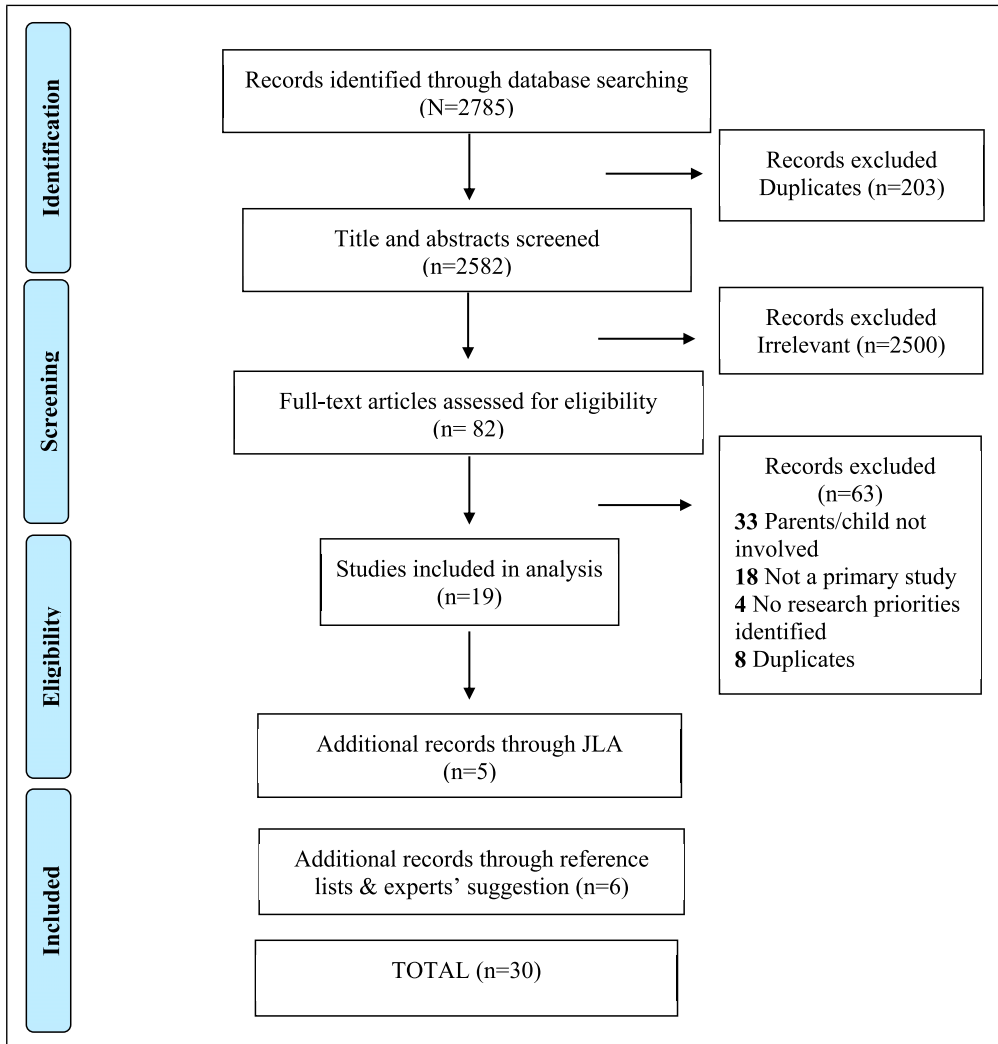 Identification
Records identified through database searching
(N=2785)
Records excluded
Duplicates (n=203)
Title and abstracts screened
(n=2582)
Screening
Records excluded
Irrelevant (n=2500)
Full-text articles assessed for eligibility
(n= 82)
Records excluded
(n=63)
33 Parents/child not
involved
18 Not a primary study
4 No research priorities
identified
8 Duplicates
Eligibility
Studies included in analysis
(n=19)
Additional records through JLA
(n=5)
Included
Additional records through reference
lists & experts’ suggestion (n=6)
TOTAL (n=30)